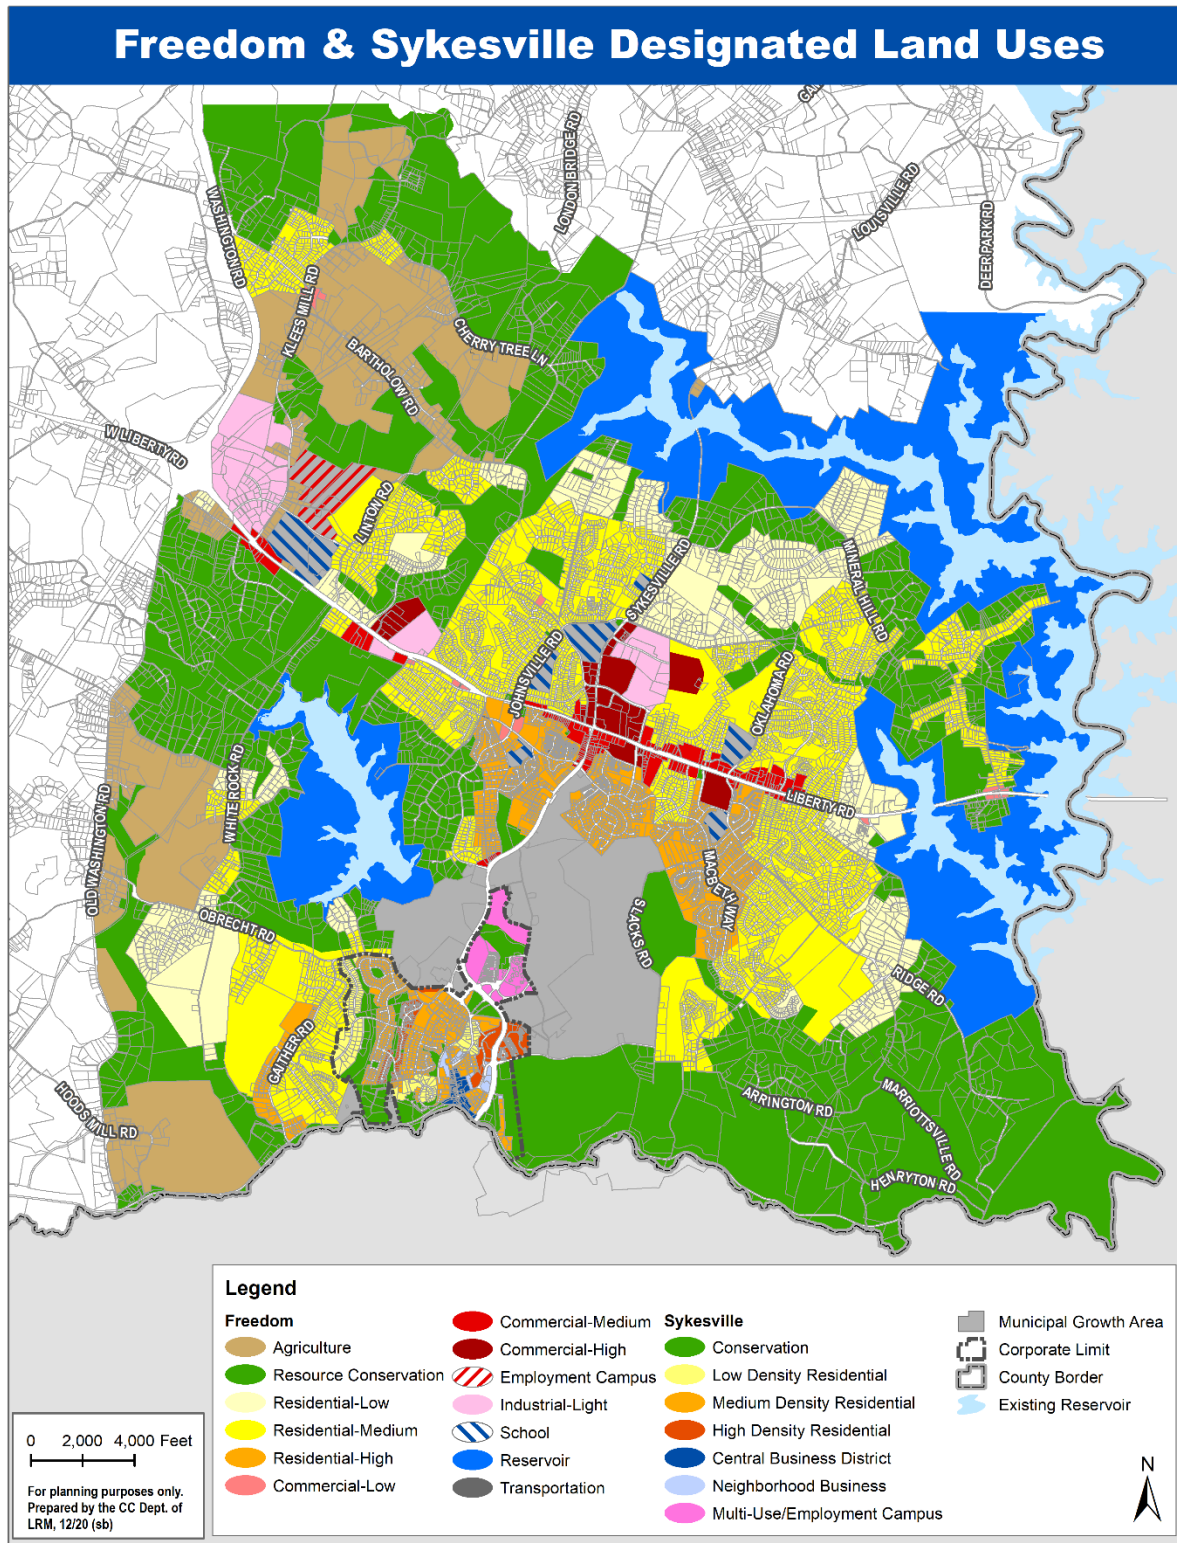 Freedom & Sykesville Designated Land Uses
LONDON BRIDGE RD
LOUISVILLE RD
DEER PARK RD
WASHINGTON RD
KLEES MILL RD
CHERRY TREE LN
BARTHOLOW RD
W LIBERTY RD
LINTON RD
SYKESVILLE RD
MINERAL HILL RD
JOHNSVILLE RD
OKLAHOMA RD
WHITE ROCK RD
OLD WASHINGTON RD
LIBERTY RD
MACBETH WAY
OBRECHT RD
SLACKS RD
RIDGE RD
GAITHER RD
HOODS MILL RD
ARRINGTON RD
MARRIOTTSVILLE RD
HENRYTON RD
Legend
Freedom
Agriculture
Resource Conservation
Residential-Low
Residential-Medium
Residential-High
Commercial-Low
Commercial-Medium
Commercial-High
Employment Campus
Industrial-Light
School
Reservoir
Transportation
Sykesville
Conservation
Low Density Residential
Medium Density Residential
High Density Residential
Central Business District
Neighborhood Business
Multi-Use/Employment Campus
Municipal Growth Area
Corporate Limit
County Border
Existing Reservoir
0 2,000 4,000 Feet
For planning purposes only.
Prepared by the CC Dept. of
LRM, 12/20 (sb)
N